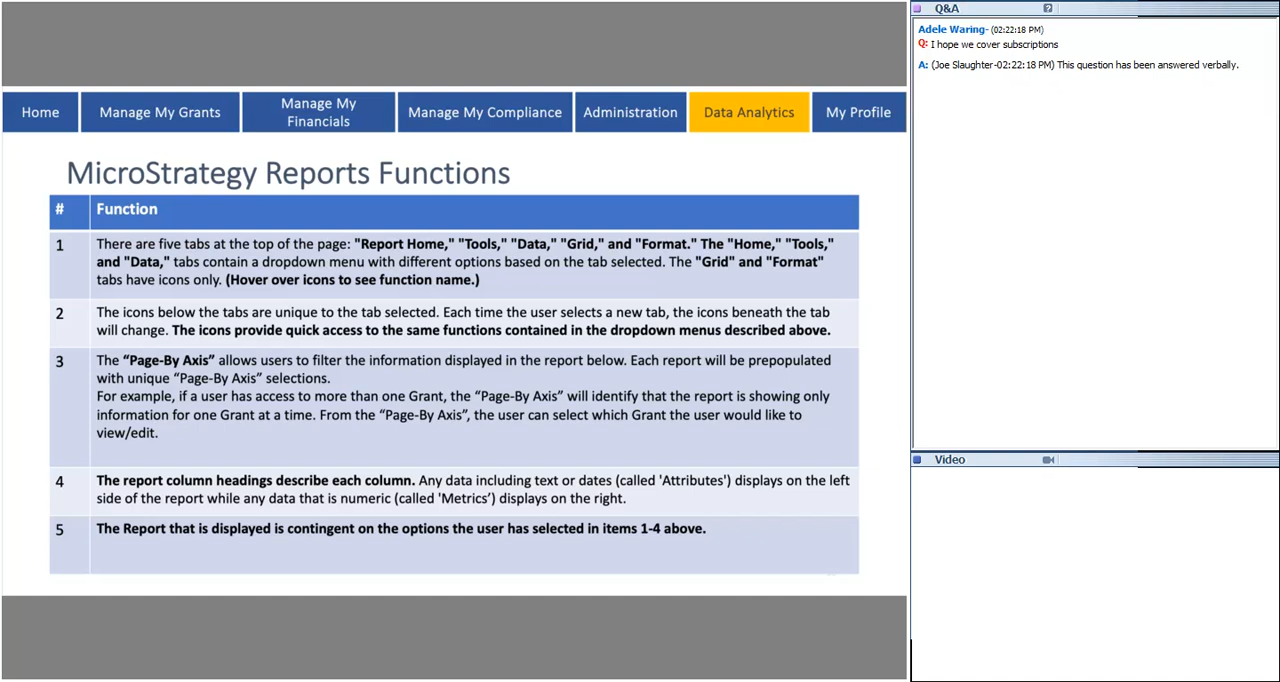 Home
Manage My Grants
Manage My
Financials
Manage My Compliance
Administration
Data Analytics
My Profile
MicroStrategy Reports Functions
# Function
1 There are five tabs at the top of the page: "Report Home," "Tools," "Data," "Grid," and "Format." The "Home," "Tools,"
and "Data," tabs contain a dropdown menu with different options based on the tab selected. The "Grid" and "Format"
tabs have icons only. (Hover over icons to see function name.)
2 The icons below the tabs are unique to the tab selected. Each time the user selects a new tab, the icons beneath the tab
will change. The icons provide quick access to the same functions contained in the dropdown menus described above.
3 The “Page-By Axis” allows users to filter the information displayed in the report below. Each report will be prepopulated
with unique “Page-By Axis” selections.
For example, if a user has access to more than one Grant, the “Page-By Axis” will identify that the report is showing only
information for one Grant at a time. From the “Page-By Axis”, the user can select which Grant the user would like to
view/edit.
4 The report column headings describe each column. Any data including text or dates (called 'Attributes') displays on the left
side of the report while any data that is numeric (called 'Metrics’) displays on the right.
5 The Report that is displayed is contingent on the options the user has selected in items 1-4 above.
Q&A
Adele Waring- (02:22:18 PM)
Q: I hope we cover subscriptions
A: (Joe Slaughter-02:22:18 PM) This question has been answered verbally.
Video